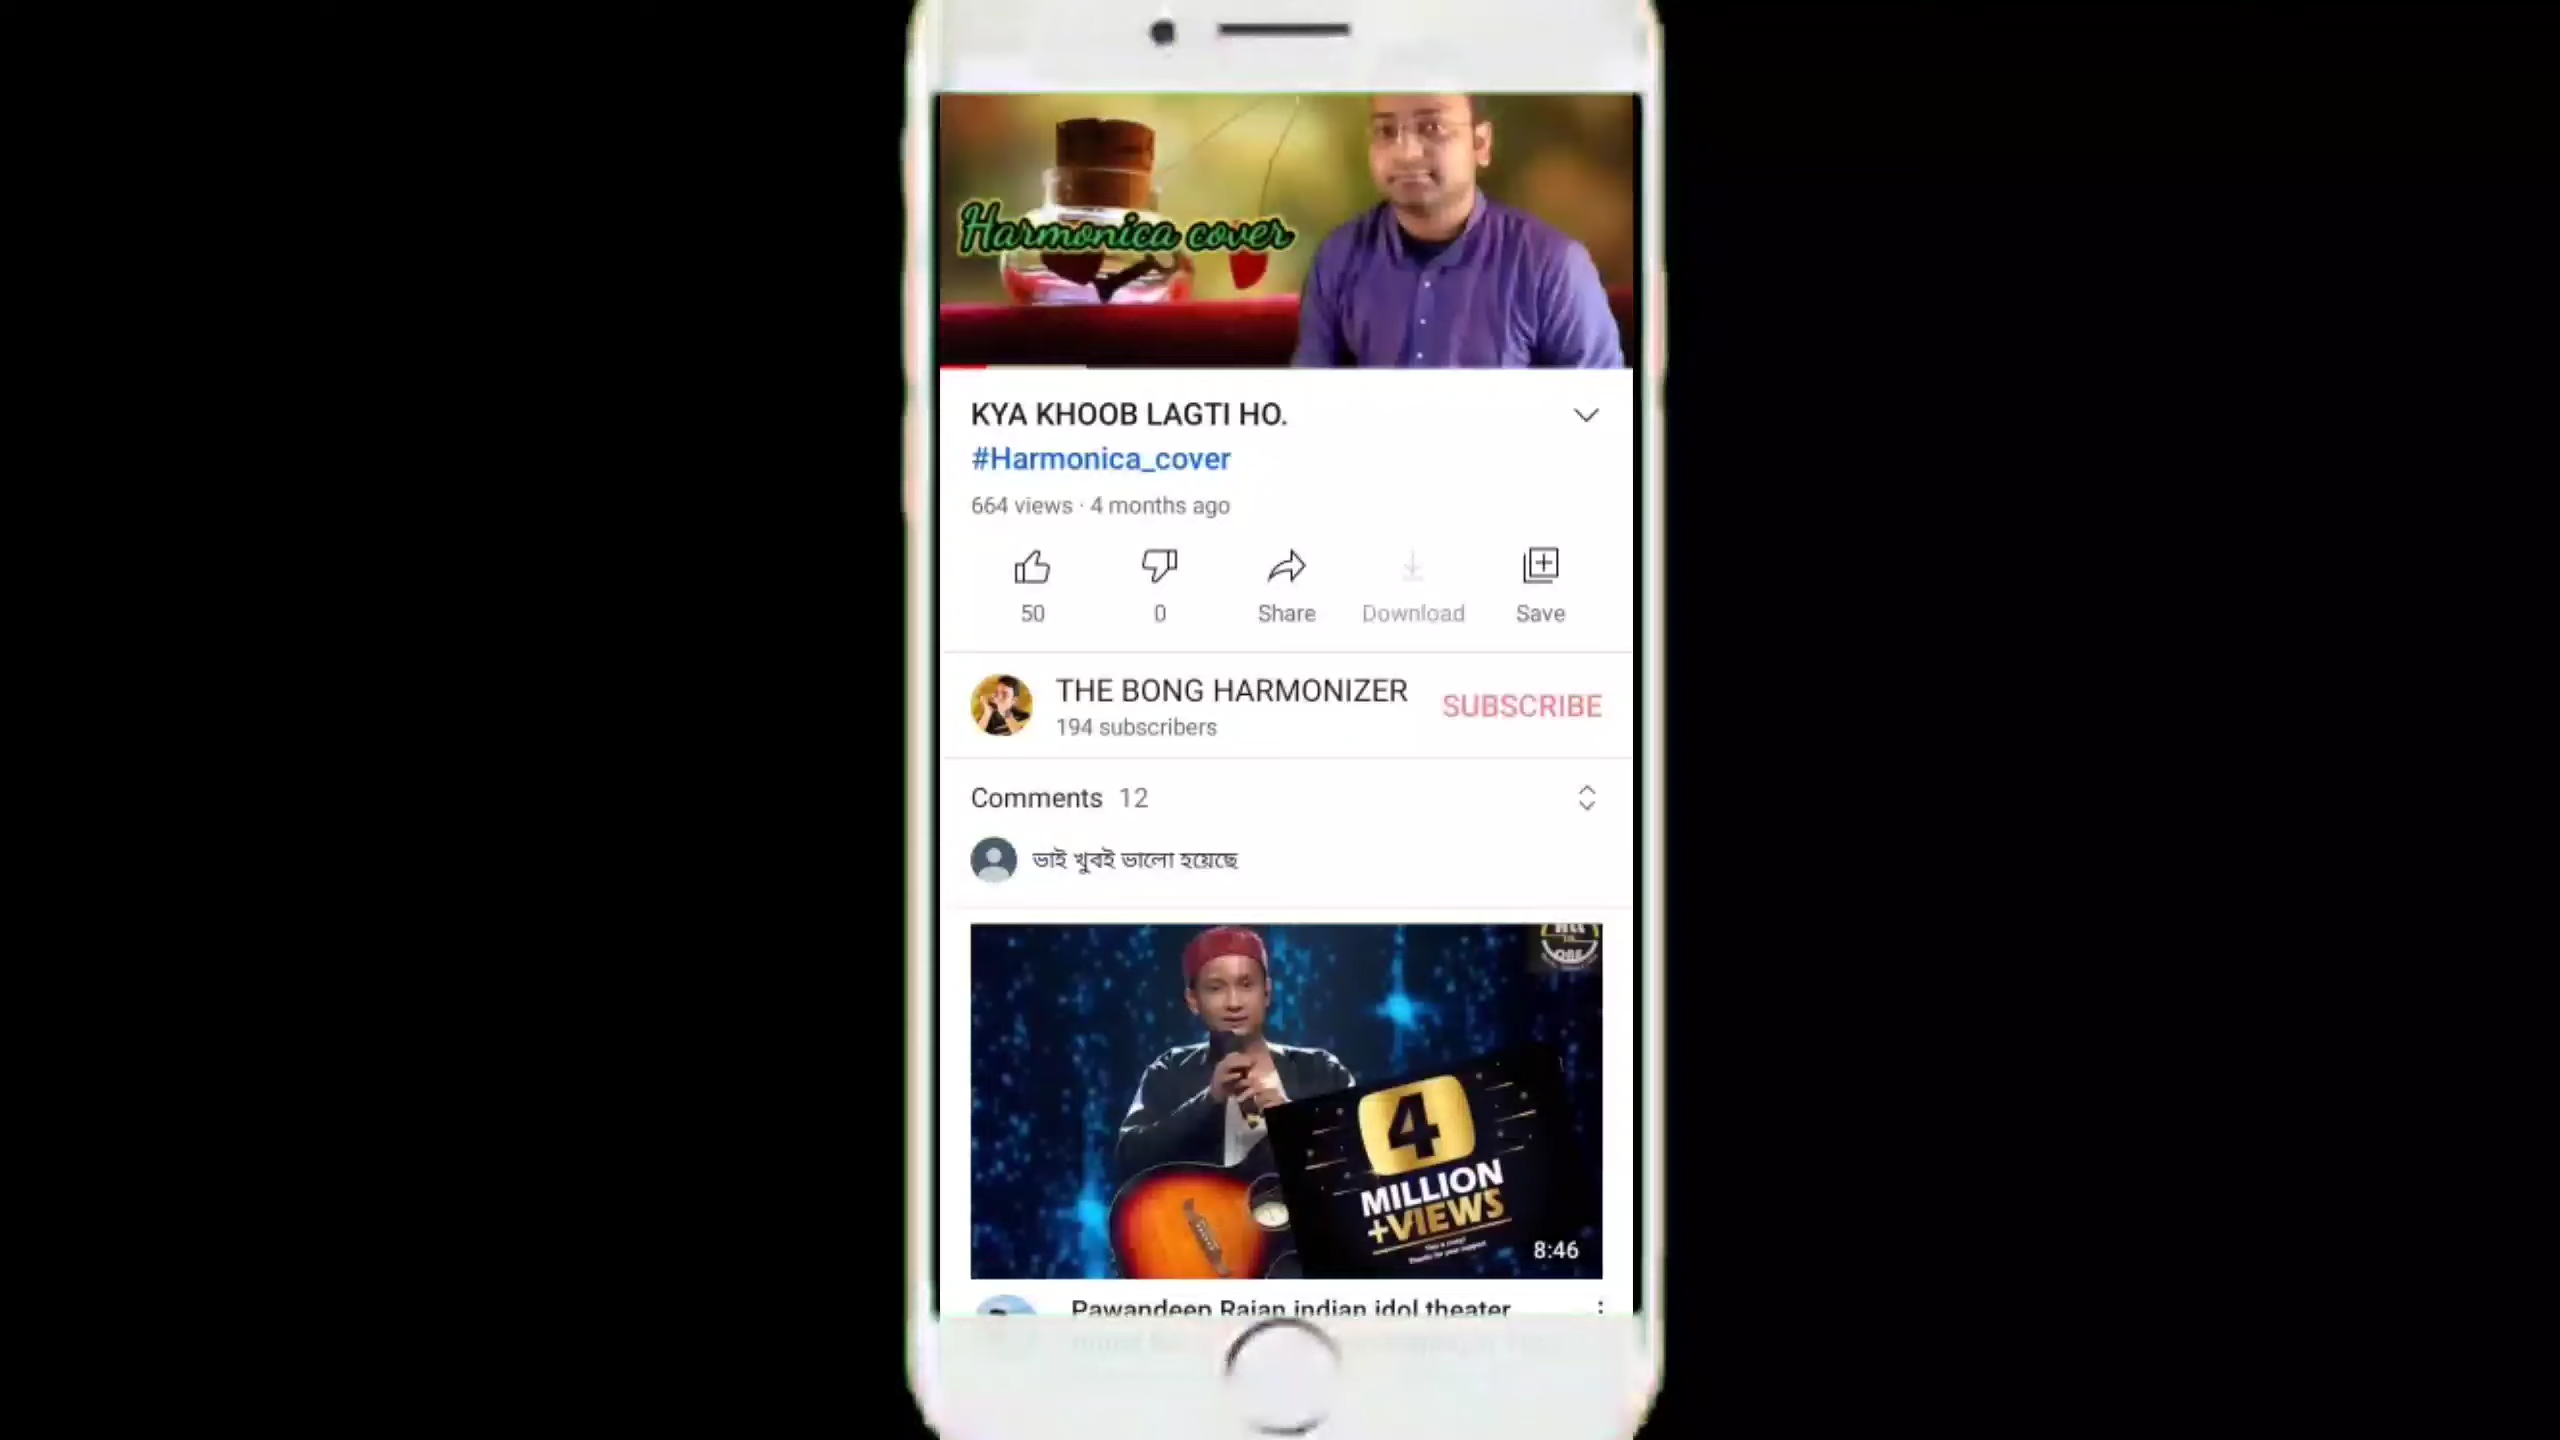 Harmonica cover
KYA KHOOB LAGTI HO.
#Harmonica_cover
664 views · 4 months ago
50
0
Share
Download
Save
THE BONG HARMONIZER
194 subscribers
SUBSCRIBE
Comments 12
ভাই খুবই ভালো হয়েছে
4
MILLION
+VIEWS
8:46
Pawandeep Rajan indian idol theater